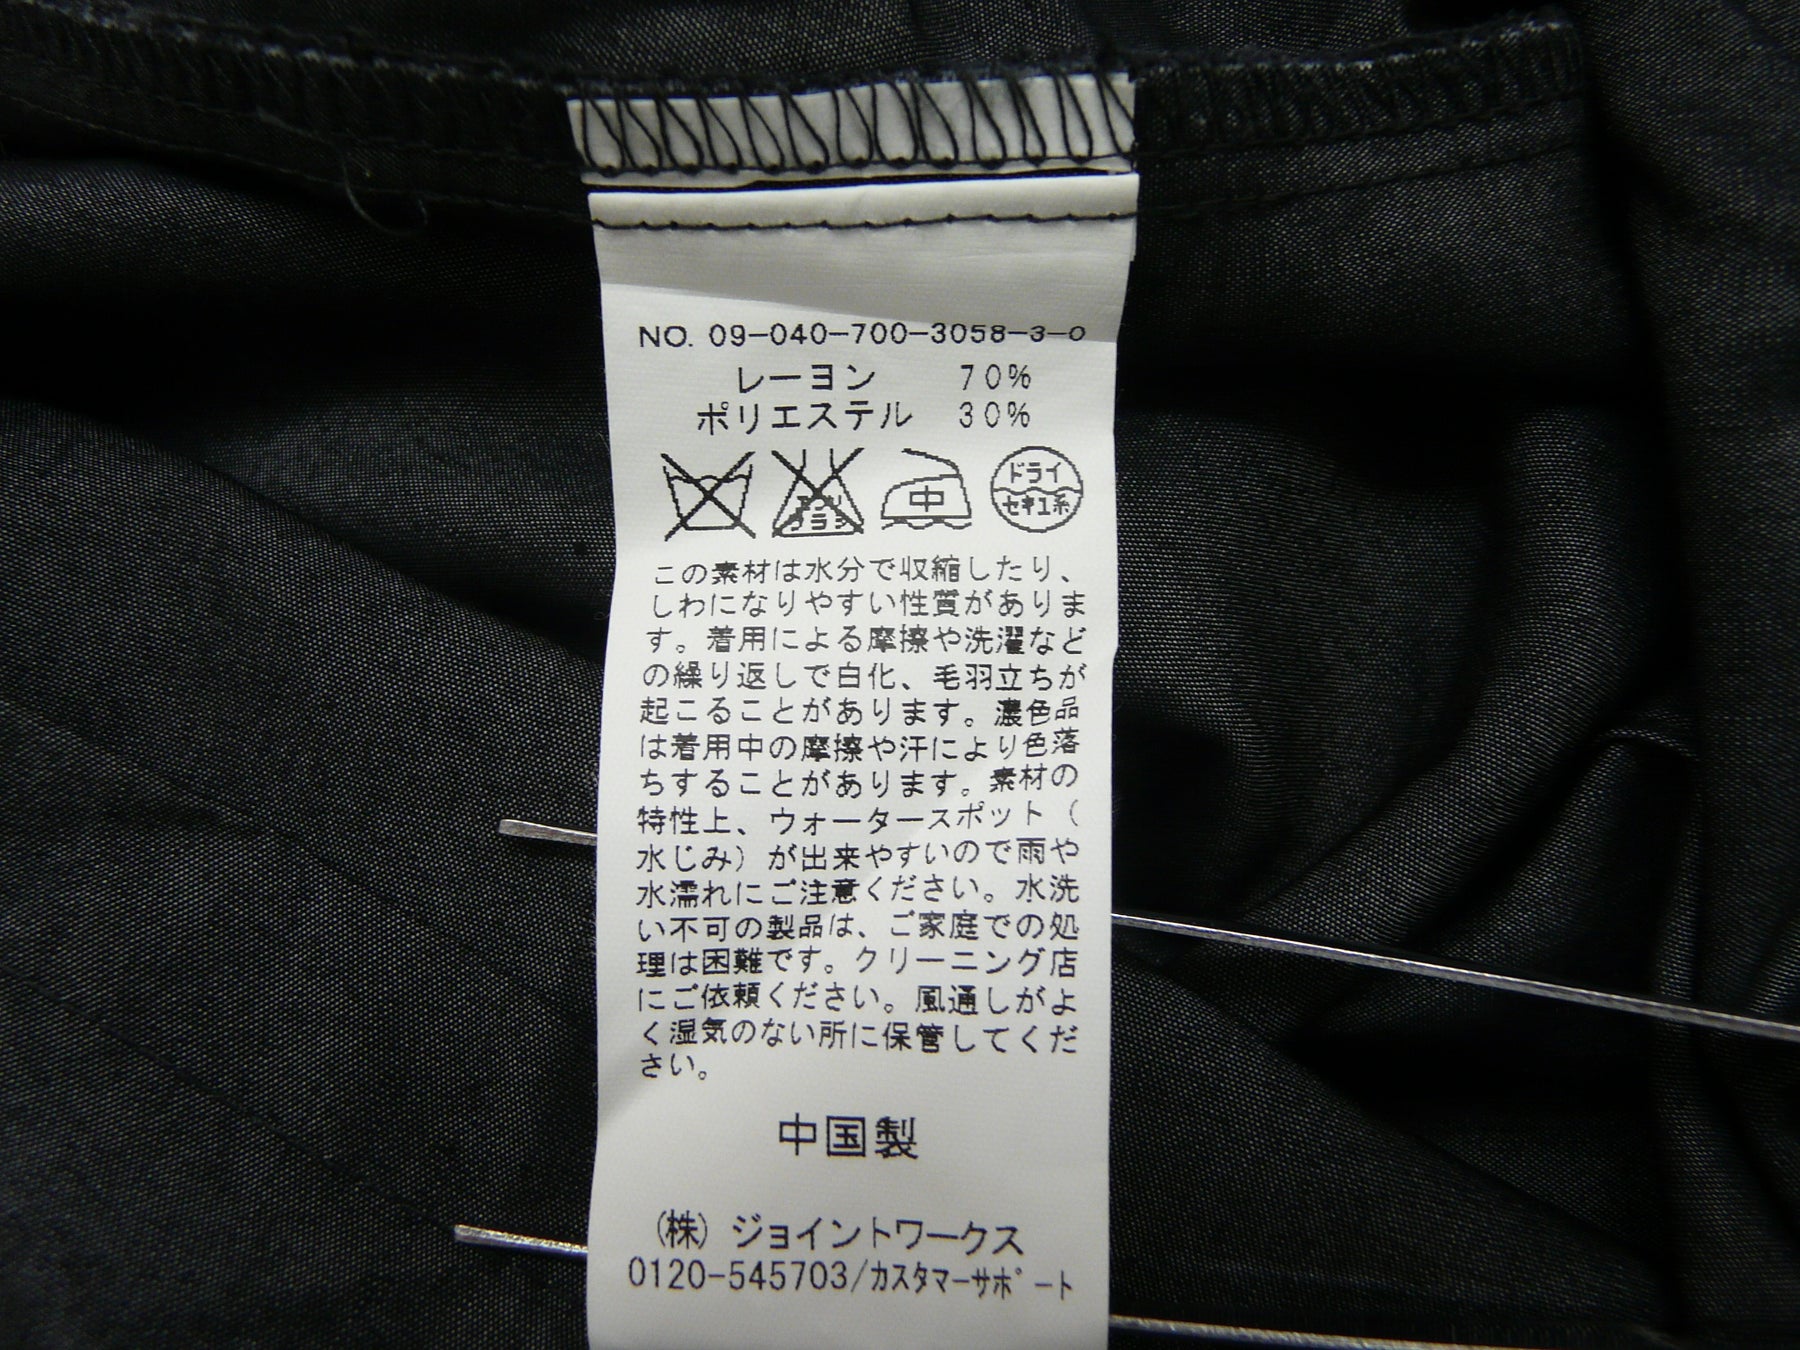 NO. 09-040-700-3058-3-0
レーヨン 70%
ポリエステル 30%
エンソ
中
ドライ
サラシ
セキユ系
この素材は水分で収縮したり、
しわになりやすい性質がありま
す。着用による摩擦や洗濯など
の繰り返しで白化、毛羽立ちが
起こることがあります。濃色品
は着用中の摩擦や汗により色落
ちすることがあります。素材の
特性上、ウォータースポット（
水じみ）が出来やすいので雨や
水濡れにご注意ください。水洗
い不可の製品は、ご家庭での処
理は困難です。クリーニング店
にご依頼ください。風通しがよ
く湿気のない所に保管してくだ
さい。
中国製
（株）ジョイントワークス
0120-545703/カスタマーサポート